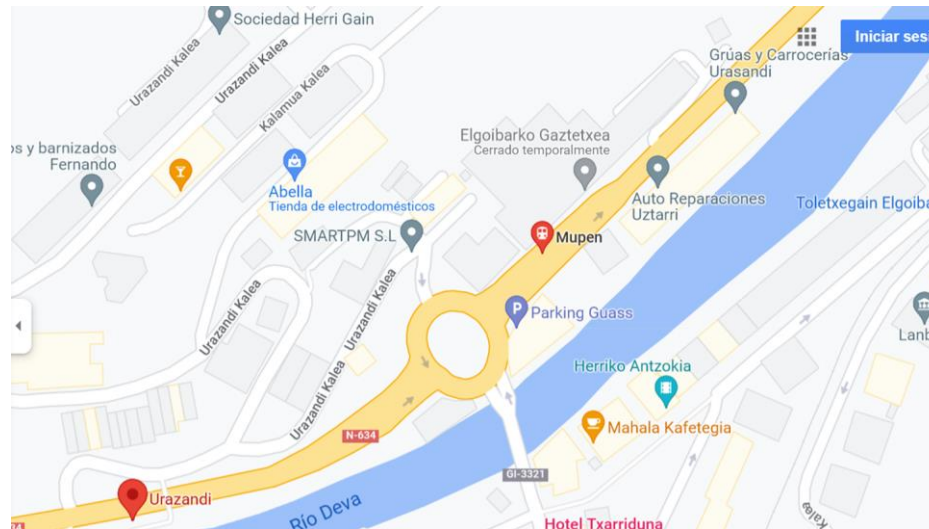 Sociedad Herri Gain
Iniciar ses
Urazandi Kalea
Urazandi Kalea
Kalamua Kalea
Grúas y Carrocerías
Urasandi
os y barnizados
Fernando
Elgoibarko Gaztetxea
Cerrado temporalmente
Abella
Tienda de electrodomésticos
Auto Reparaciones
Uztarri
Toletxegain Elgoiba
SMARTPM S.L
Mupen
Urazandi Kalea
Urazandi Kalea
P
Parking Guass
Lanb
Herriko Antzokia
Urazandi Kalea
Mahala Kafetegia
N-634
GI-3321
Urazandi
Río Deva
Kalea
34
Hotel Txarriduna